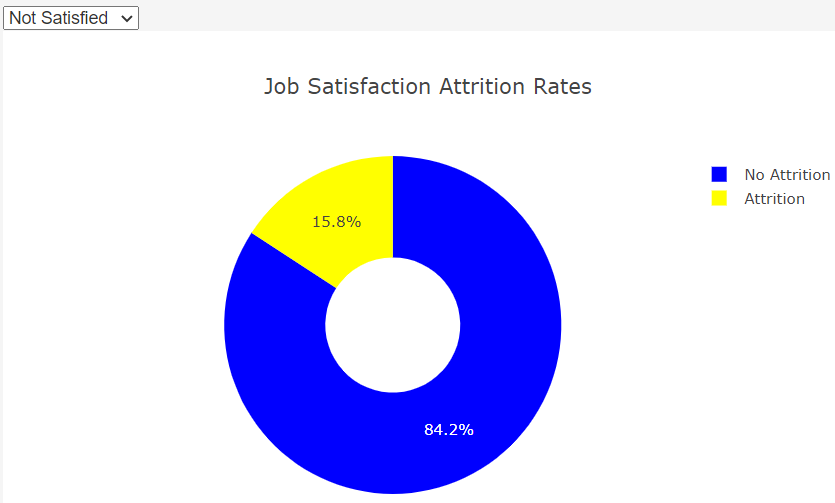 Not Satisfied
Job Satisfaction Attrition Rates
No Attrition
Attrition
15.8%
84.2%